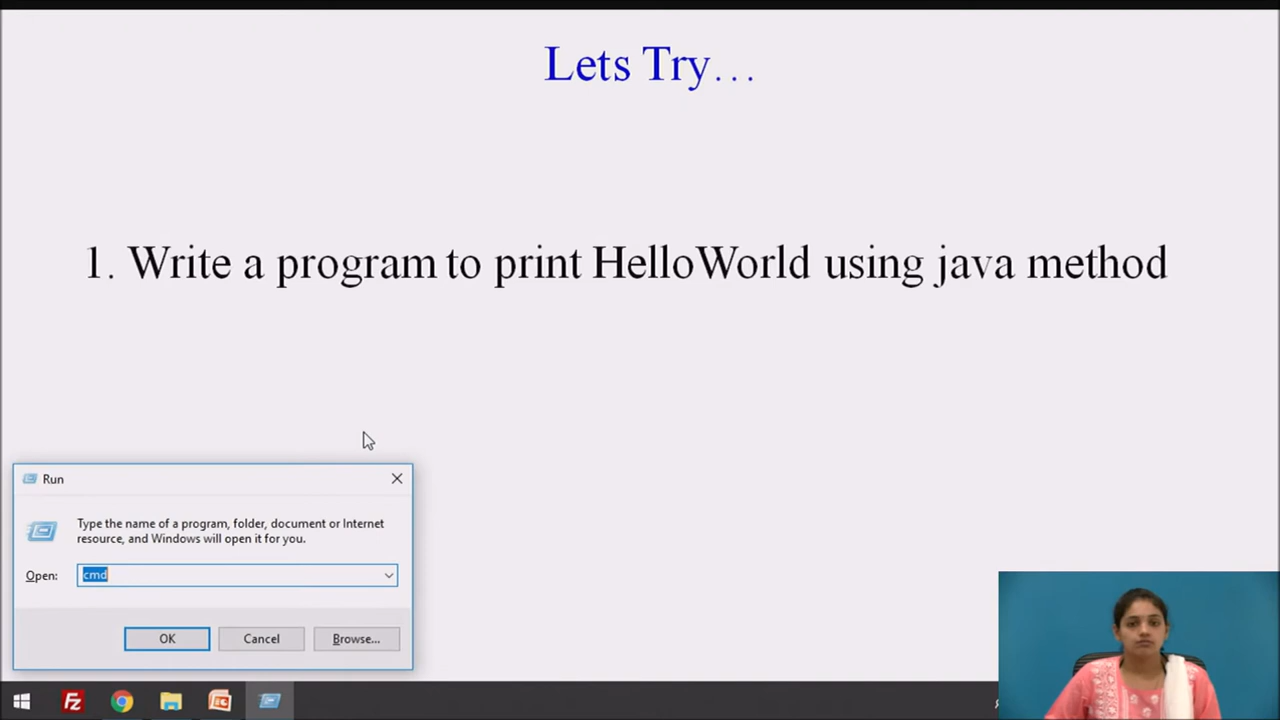 Lets Try...
1. Write a program to print HelloWorld using java method
Run
Type the name of a program, folder, document or Internet
resource, and Windows will open it for you.
Open: cmd
OK Cancel Browse...
Fz